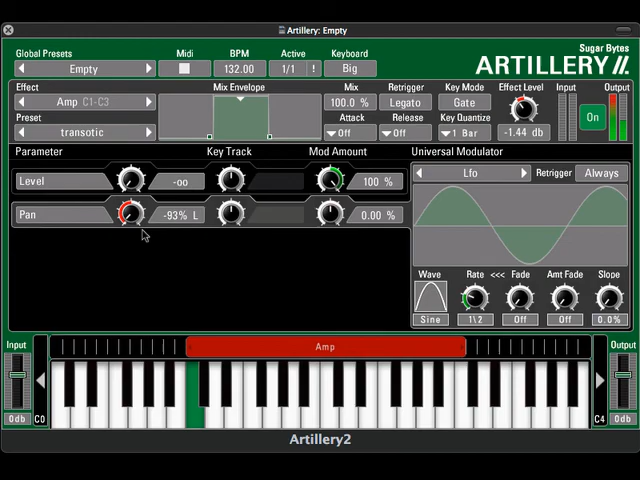 Artillery: Empty
Global Presets
Midi
BPM
Active
Keyboard
Sugar Bytes
Empty
132.00
1/1 !
Big
ARTILLERY //.
Effect
Mix Envelope
Mix
Retrigger
Key Mode
Effect Level
Input
Output
Amp C1-C3
100.0 %
Legato
Gate
On
Preset
Attack
Release
Key Quantize
transotic
Off
Off
1 Bar
-1.44 db
Parameter
Key Track
Mod Amount
Universal Modulator
Level
-oo
100 %
Lfo
Retrigger
Always
Pan
-93% L
0.00 %
Wave
Rate
<<< Fade
Amt Fade
Slope
Sine
1\2
Off
Off
0.0%
Input
Amp
Output
0db
C0
C4
0db
Artillery2